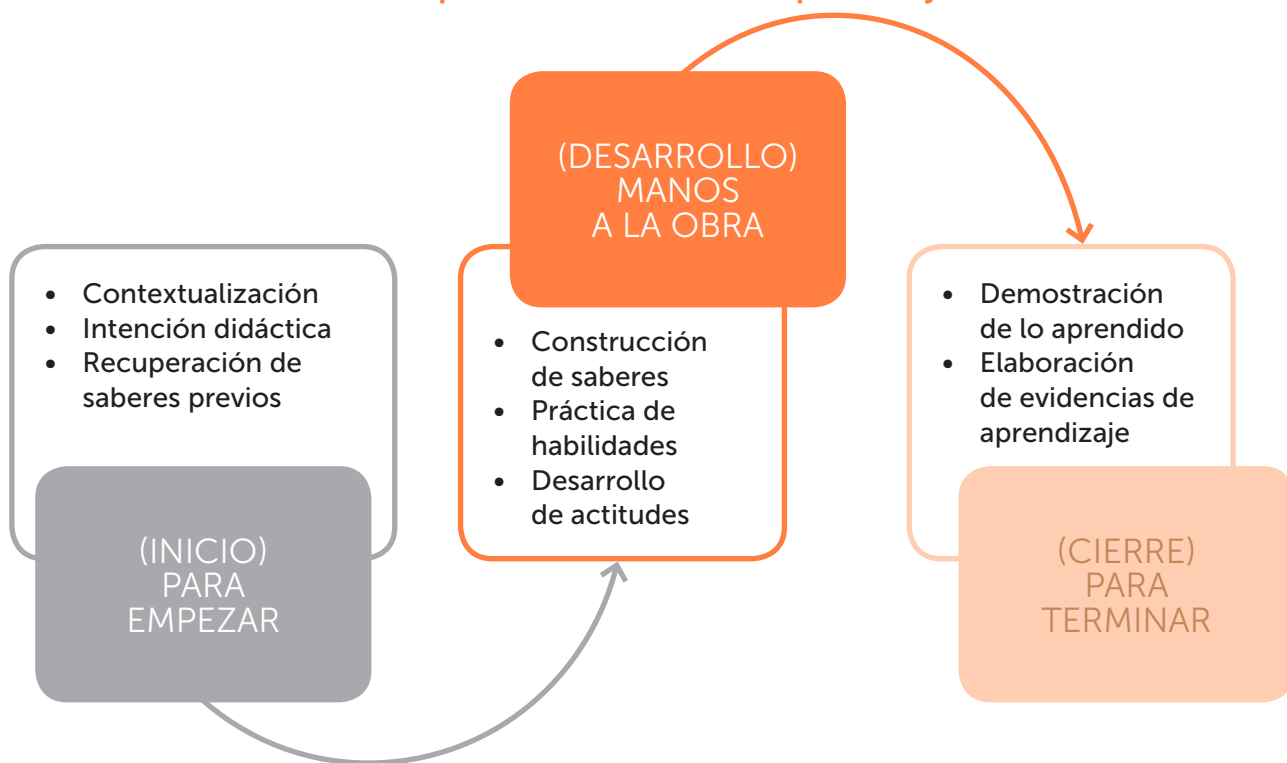 • Contextualización
• Intención didáctica
• Recuperación de
saberes previos
(INICIO)
PARA
EMPEZAR
(DESARROLLO)
MANOS
A LA OBRA
• Construcción
de saberes
• Práctica de
habilidades
• Desarrollo
de actitudes
• Demostración
de lo aprendido
• Elaboración
de evidencias de
aprendizaje
(CIERRE)
PARA
TERMINAR